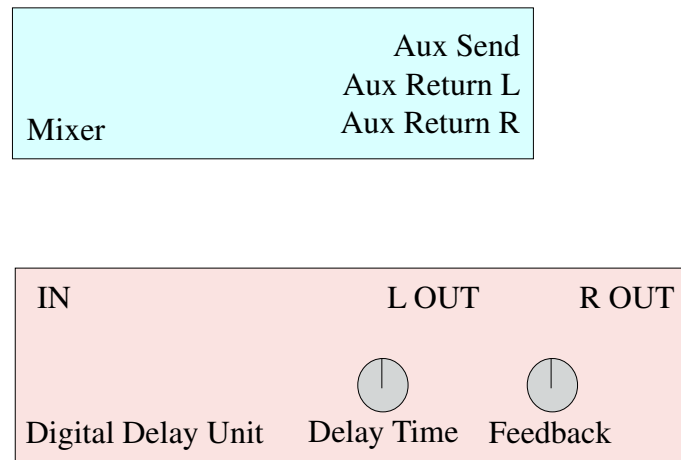 Aux Send
Aux Return L
Mixer Aux Return R
IN L OUT R OUT
Digital Delay Unit Delay Time Feedback